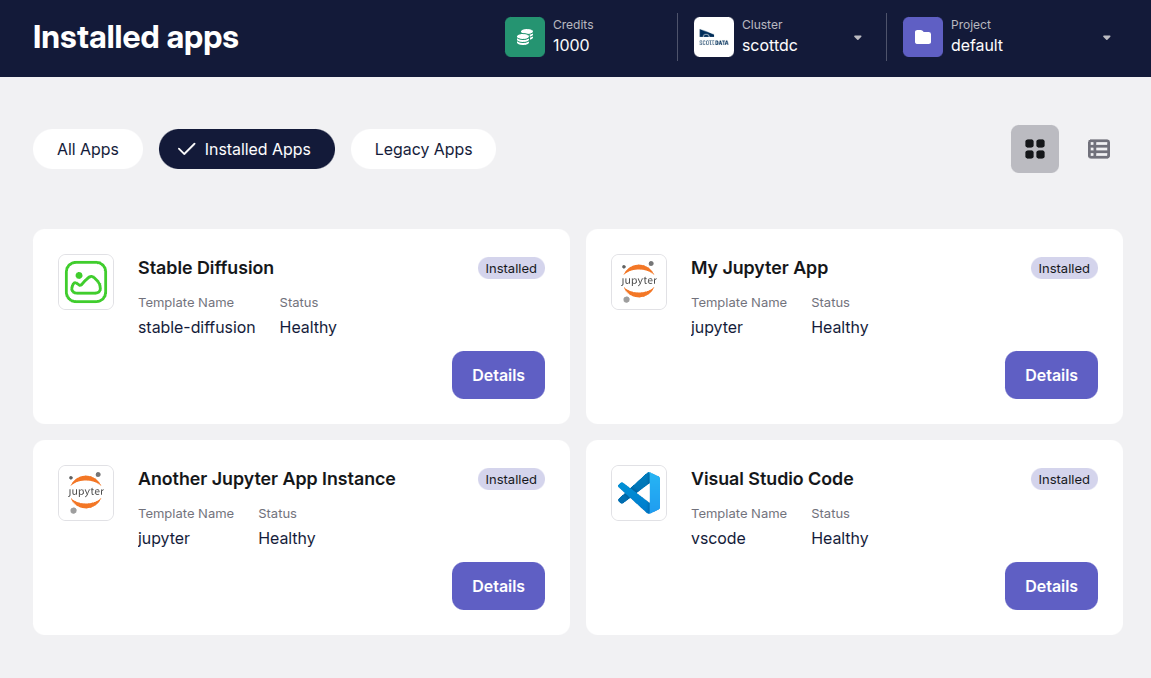 Installed apps
Credits
1000
SCOTTDATA
Cluster
scottdc
Project
default
All Apps
Installed Apps
Legacy Apps
Stable Diffusion
Installed
Template Name Status
stable-diffusion Healthy
Details
jupyter
My Jupyter App
Installed
Template Name Status
jupyter Healthy
Details
jupyter
Another Jupyter App Instance
Installed
Template Name Status
jupyter Healthy
Details
Visual Studio Code
Installed
Template Name Status
vscode Healthy
Details